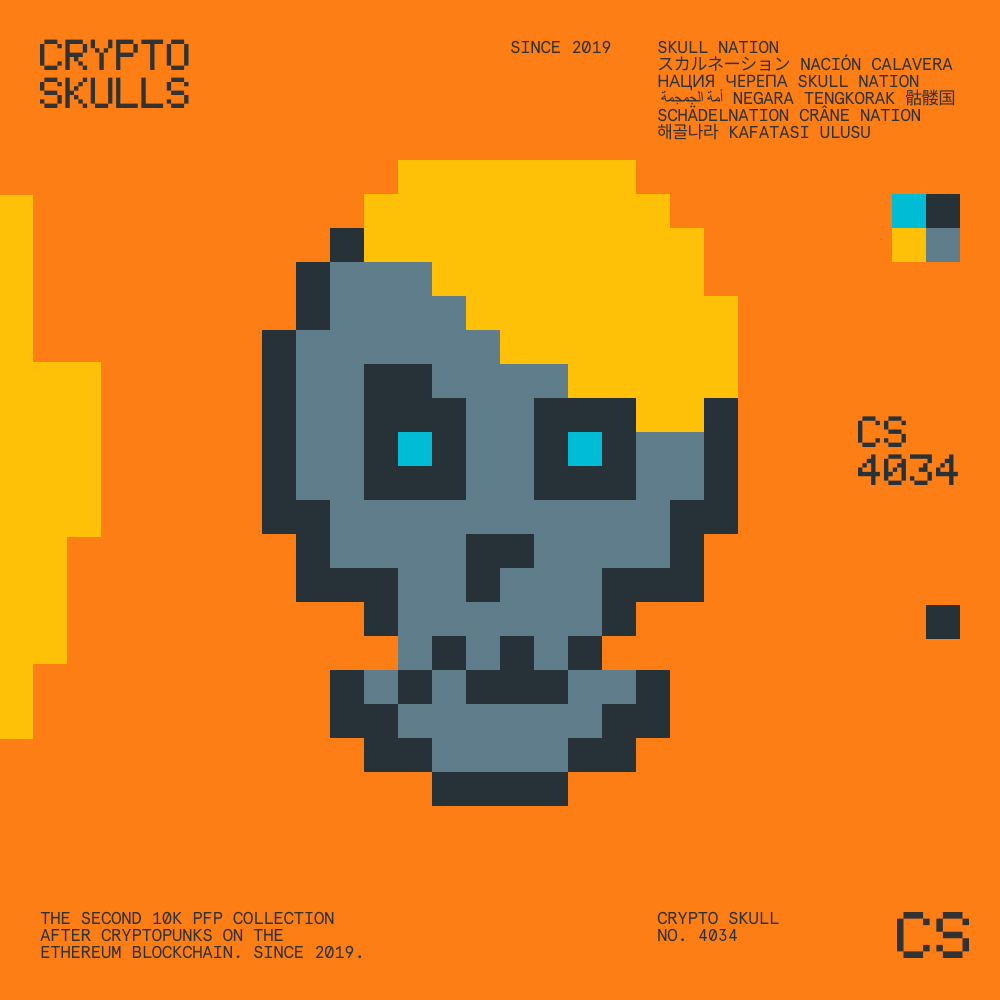 CRYPTO
SKULLS
SINCE 2019
SKULL NATION
スカルネーション NACIÓN CALAVERA
НАЦИЯ ЧЕРЕПА SKULL NATION
أمة الجمجمة NEGARA TENGKORAK 骷髅国
SCHÄDELNATION CRÂNE NATION
해골나라 KAFATASI ULUSU
CS
4034
THE SECOND 10K PFP COLLECTION
AFTER CRYPTOPUNKS ON THE
ETHEREUM BLOCKCHAIN. SINCE 2019.
CRYPTO SKULL
NO. 4034
CS